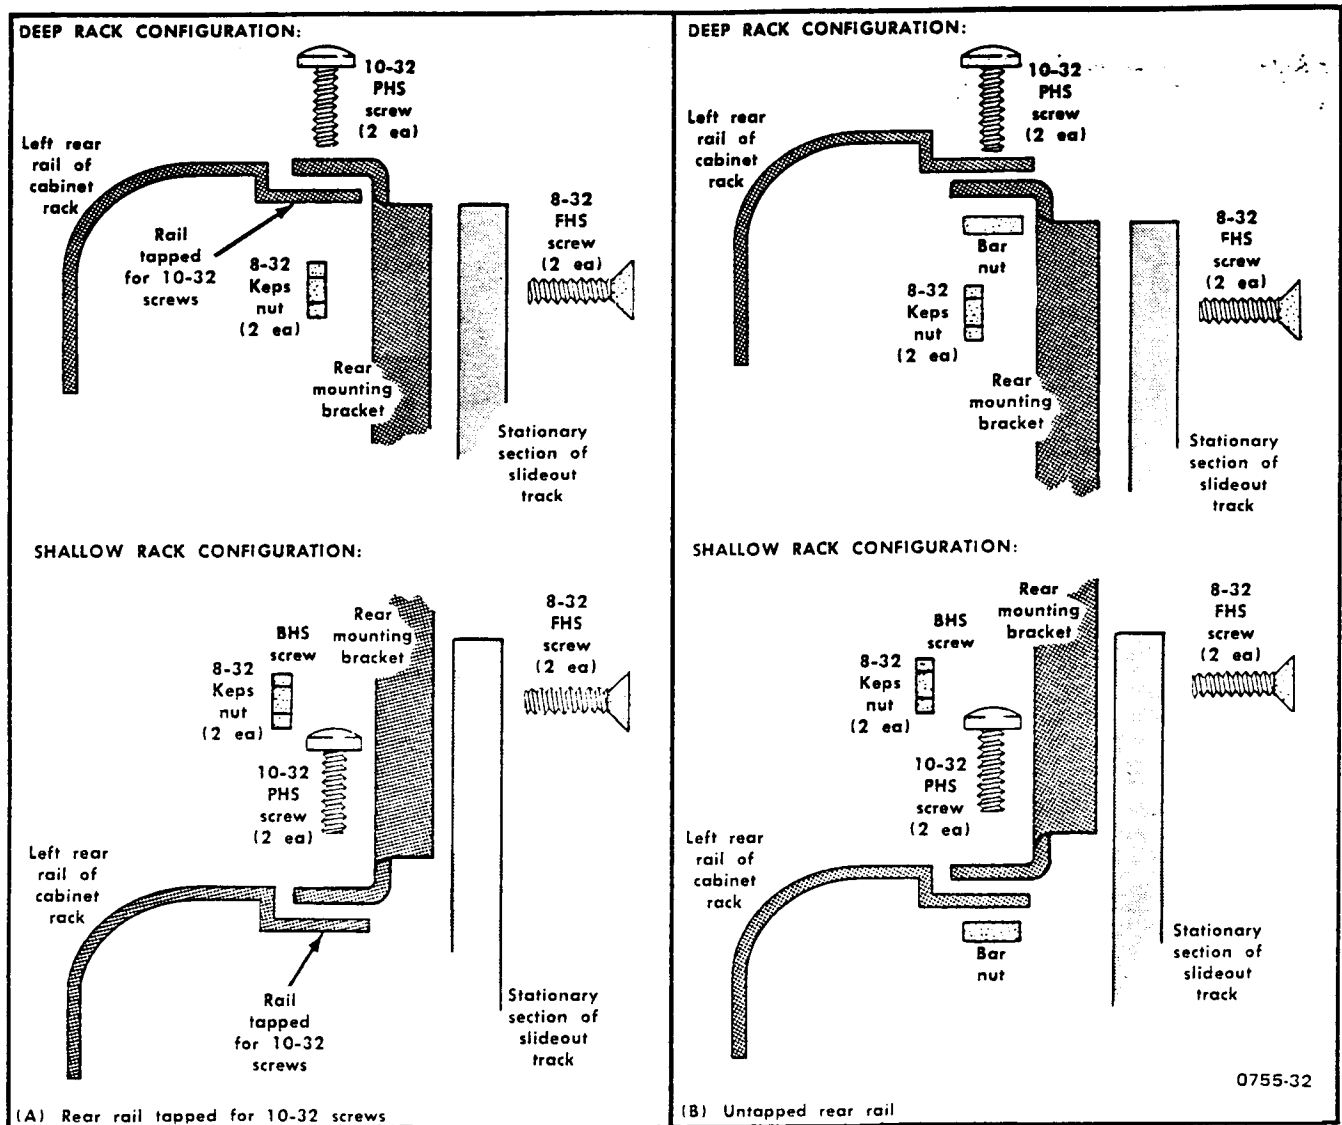 DEEP RACK CONFIGURATION:
10-32
PHS
screw
(2 ea)
Left rear
rail of
cabinet
rack
Rail
tapped
for 10-32
screws
8-32
Keps
nut
(2 ea)
8-32
FHS
screw
(2 ea)
Rear
mounting
bracket
Stationary
section of
slideout
track
SHALLOW RACK CONFIGURATION:
Rear
mounting
bracket
8-32
FHS
screw
(2 ea)
BHS
screw
8-32
Keps
nut
(2 ea)
10-32
PHS
screw
(2 ea)
Left rear
rail of
cabinet
rack
Rail
tapped
for 10-32
screws
Stationary
section of
slideout
track
(A) Rear rail tapped for 10-32 screws
DEEP RACK CONFIGURATION:
10-32
PHS
screw
(2 ea)
Left rear
rail of
cabinet
rack
Bar
nut
8-32
Keps
nut
(2 ea)
8-32
FHS
screw
(2 ea)
Rear
mounting
bracket
Stationary
section of
slideout
track
SHALLOW RACK CONFIGURATION:
Rear
mounting
bracket
8-32
FHS
screw
(2 ea)
BHS
screw
8-32
Keps
nut
(2 ea)
10-32
PHS
screw
(2 ea)
Left rear
rail of
cabinet
rack
Bar
nut
Stationary
section of
slideout
track
0755-32
(B) Untapped rear rail